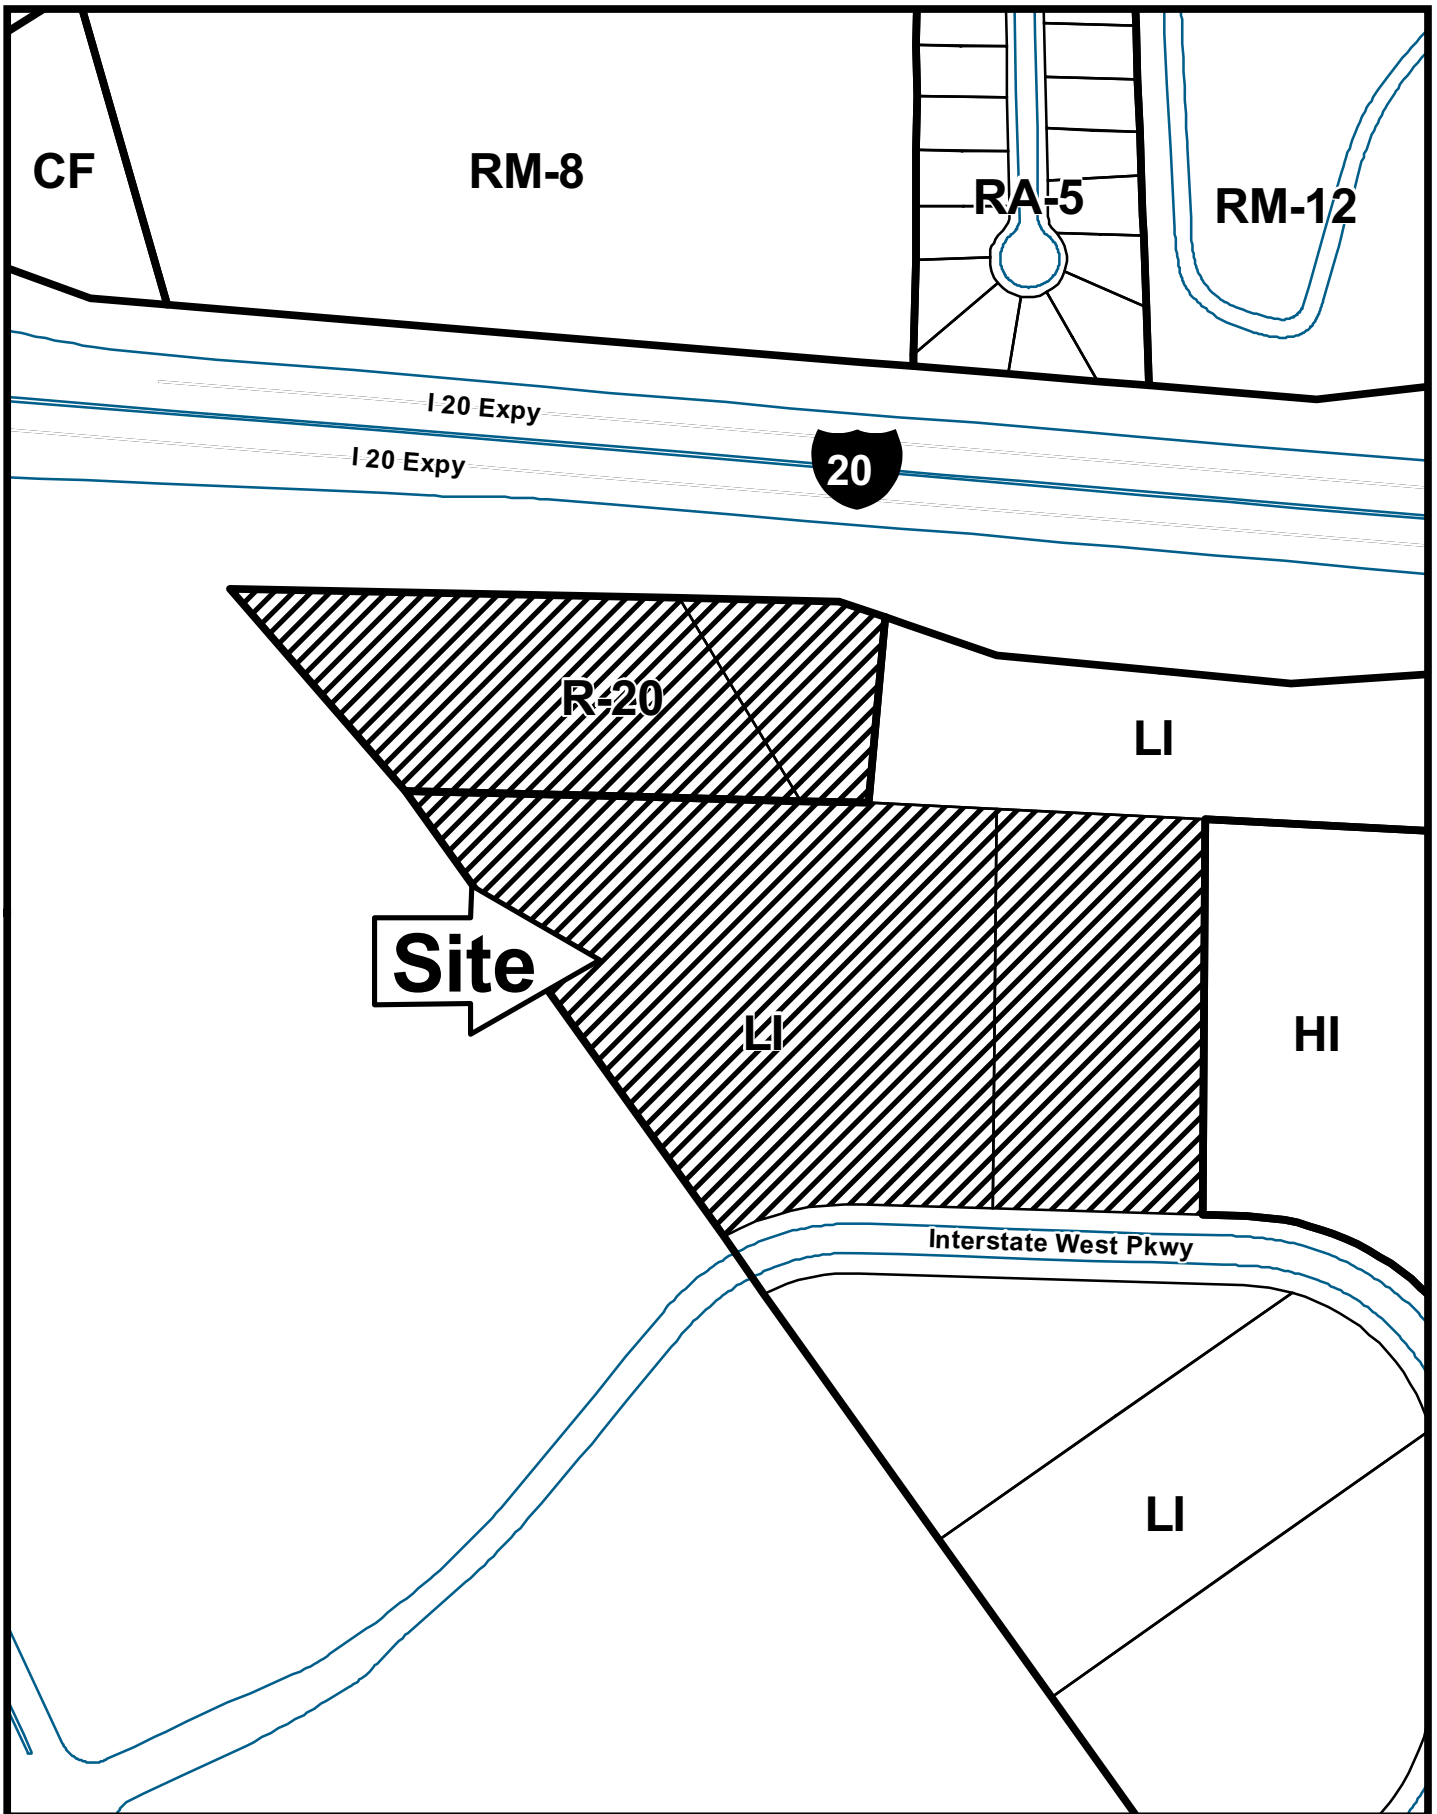 CF
RM-8
RA-5
RM-12
I 20 Expy
I 20 Expy
20
R-20
LI
Site
LI
HI
Interstate West Pkwy
LI